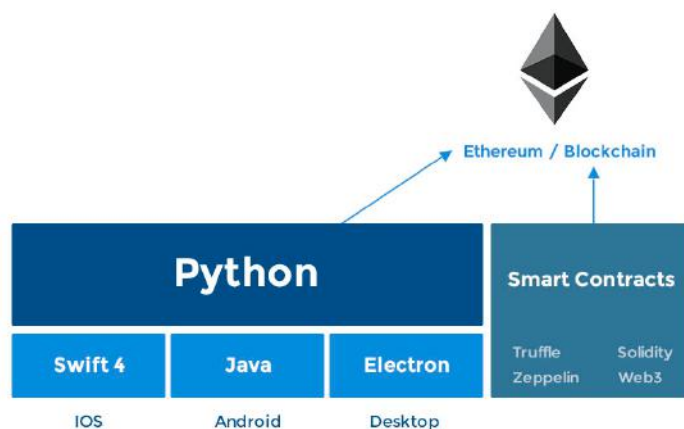 Ethereum / Blockchain
Python
Smart Contracts
Swift 4
Java
Electron
Truffle
Solidity
Zeppelin
Web3
IOS
Android
Desktop